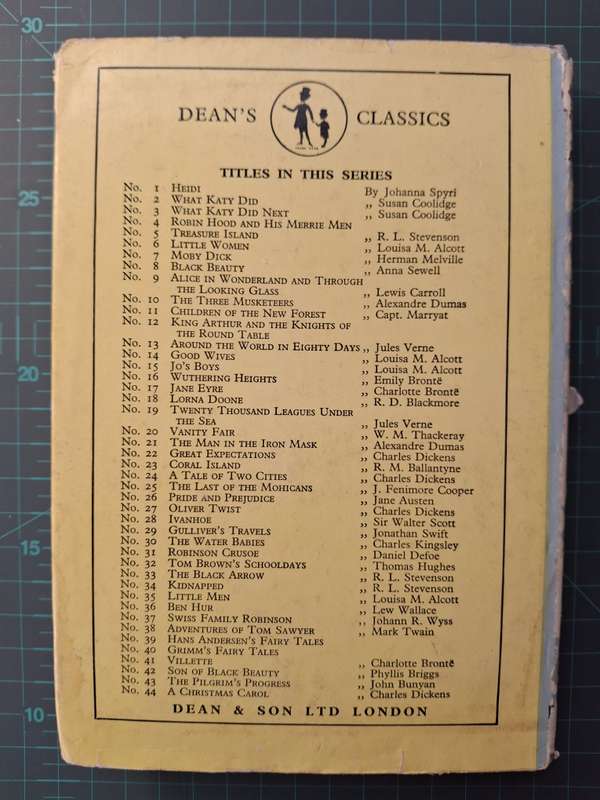 30
25
20
15
10
DEAN'S CLASSICS
TITLES IN THIS SERIES
No. 1 HEIDI By Johanna Spyri
No. 2 WHAT KATY DID ,, Susan Coolidge
No. 3 WHAT KATY DID NEXT ,, Susan Coolidge
No. 4 ROBIN HOOD AND HIS MERRIE MEN
No. 5 TREASURE ISLAND ,, R. L. Stevenson
No. 6 LITTLE WOMEN ,, Louisa M. Alcott
No. 7 MOBY DICK ,, Herman Melville
No. 8 BLACK BEAUTY ,, Anna Sewell
No. 9 ALICE IN WONDERLAND AND THROUGH
THE LOOKING GLASS ,, Lewis Carroll
No. 10 THE THREE MUSKETEERS ,, Alexandre Dumas
No. 11 CHILDREN OF THE NEW FOREST ,, Capt. Marryat
No. 12 KING ARTHUR AND THE KNIGHTS OF
THE ROUND TABLE
No. 13 AROUND THE WORLD IN EIGHTY DAYS ,, Jules Verne
No. 14 GOOD WIVES ,, Louisa M. Alcott
No. 15 JO'S BOYS ,, Louisa M. Alcott
No. 16 WUTHERING HEIGHTS ,, Emily Brontë
No. 17 JANE EYRE ,, Charlotte Brontë
No. 18 LORNA DOONE ,, R. D. Blackmore
No. 19 TWENTY THOUSAND LEAGUES UNDER
THE SEA ,, Jules Verne
No. 20 VANITY FAIR ,, W. M. Thackeray
No. 21 THE MAN IN THE IRON MASK ,, Alexandre Dumas
No. 22 GREAT EXPECTATIONS ,, Charles Dickens
No. 23 CORAL ISLAND ,, R. M. Ballantyne
No. 24 A TALE OF TWO CITIES ,, Charles Dickens
No. 25 THE LAST OF THE MOHICANS ,, J. Fenimore Cooper
No. 26 PRIDE AND PREJUDICE ,, Jane Austen
No. 27 OLIVER TWIST ,, Charles Dickens
No. 28 IVANHOE ,, Sir Walter Scott
No. 29 GULLIVER'S TRAVELS ,, Jonathan Swift
No. 30 THE WATER BABIES ,, Charles Kingsley
No. 31 ROBINSON CRUSOE ,, Daniel Defoe
No. 32 TOM BROWN'S SCHOOLDAYS ,, Thomas Hughes
No. 33 THE BLACK ARROW ,, R. L. Stevenson
No. 34 KIDNAPPED ,, R. L. Stevenson
No. 35 LITTLE MEN ,, Louisa M. Alcott
No. 36 BEN HUR ,, Lew Wallace
No. 37 SWISS FAMILY ROBINSON ,, Johann R. Wyss
No. 38 ADVENTURES OF TOM SAWYER ,, Mark Twain
No. 39 HANS ANDERSEN'S FAIRY TALES
No. 40 GRIMM'S FAIRY TALES
No. 41 VILLETTE ,, Charlotte Brontë
No. 42 SON OF BLACK BEAUTY ,, Phyllis Briggs
No. 43 THE PILGRIM'S PROGRESS ,, John Bunyan
No. 44 A CHRISTMAS CAROL ,, Charles Dickens
DEAN & SON LTD LONDON